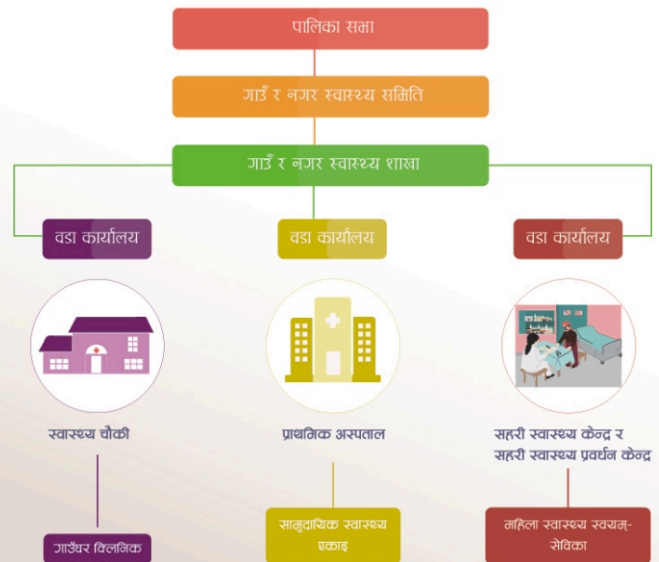 पालिका सभा
गाउँ र नगर स्वास्थ्य समिति
गाउँ र नगर स्वास्थ्य शाखा
वडा कार्यालय
वडा कार्यालय
वडा कार्यालय
स्वास्थ्य चौकी
प्राथमिक अस्पताल
सहरी स्वास्थ्य केन्द्र र
सहरी स्वास्थ्य प्रवर्धन केन्द्र
गाउँघर क्लिनिक
सामुदायिक स्वास्थ्य
एकाइ
महिला स्वास्थ्य स्वयम्-
सेविका